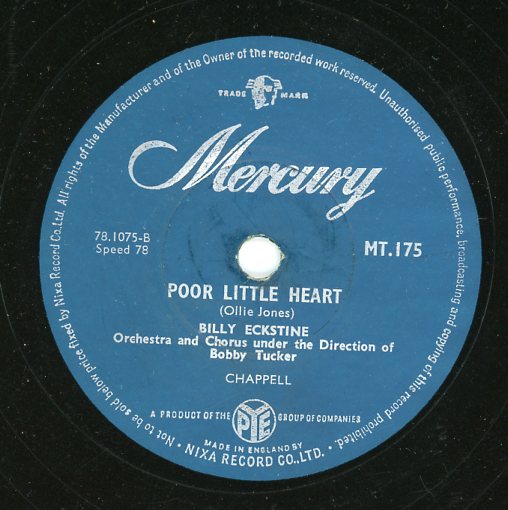 All rights of the Manufacturer and of the Owner of the recorded work reserved. Unauthorised public performance, broadcasting and copying of this record prohibited. • NIXA RECORD CO., LTD. • Not to be sold below price fixed by Nixa Record Co. Ltd.
TRADE MARK
Mercury
78.1075-B
Speed 78
MT.175
POOR LITTLE HEART
(Ollie Jones)
BILLY ECKSTINE
Orchestra and Chorus under the Direction of
Bobby Tucker
CHAPPELL
A PRODUCT OF THE PYE GROUP OF COMPANIES
MADE IN ENGLAND BY